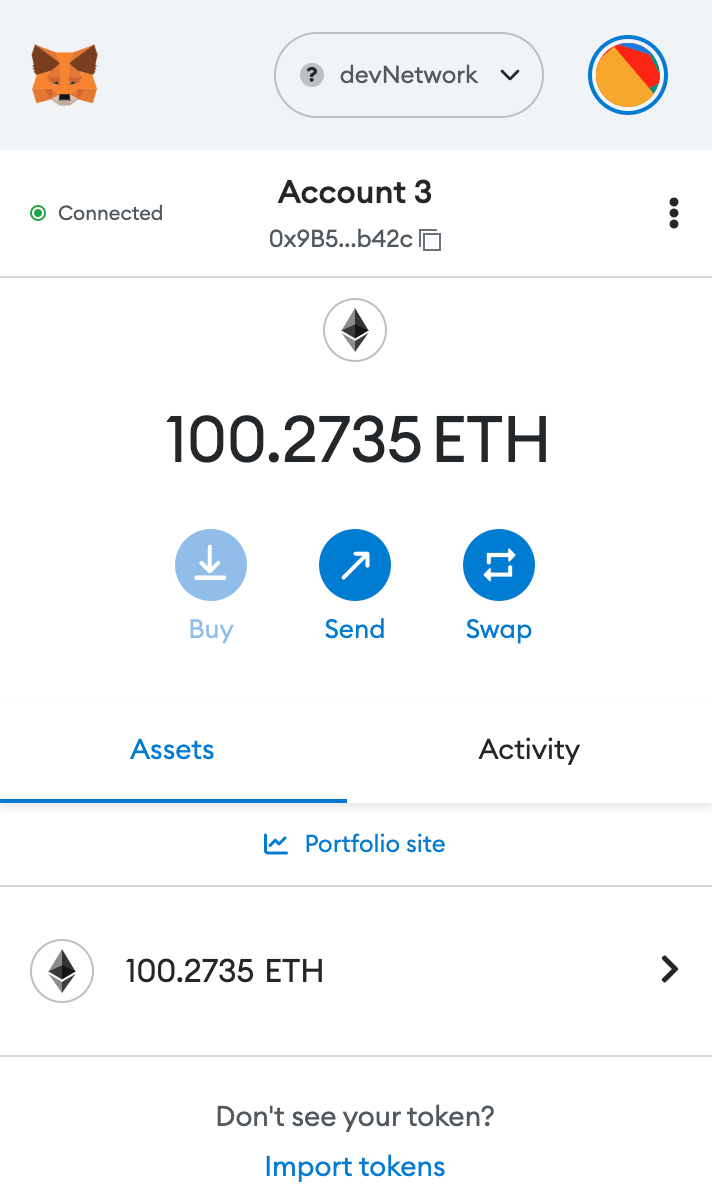 ? devNetwork
Connected
Account 3
0x9B5...b42c
100.2735 ETH
Buy
Send
Swap
Assets
Activity
Portfolio site
100.2735 ETH
Don't see your token?
Import tokens